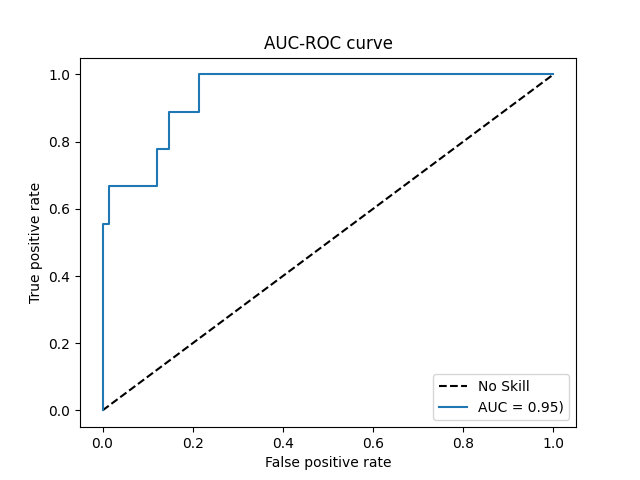 AUC-ROC curve
1.0
0.8
0.6
0.4
0.2
0.0
True positive rate
No Skill
AUC = 0.95)
0.0 0.2 0.4 0.6 0.8 1.0
False positive rate